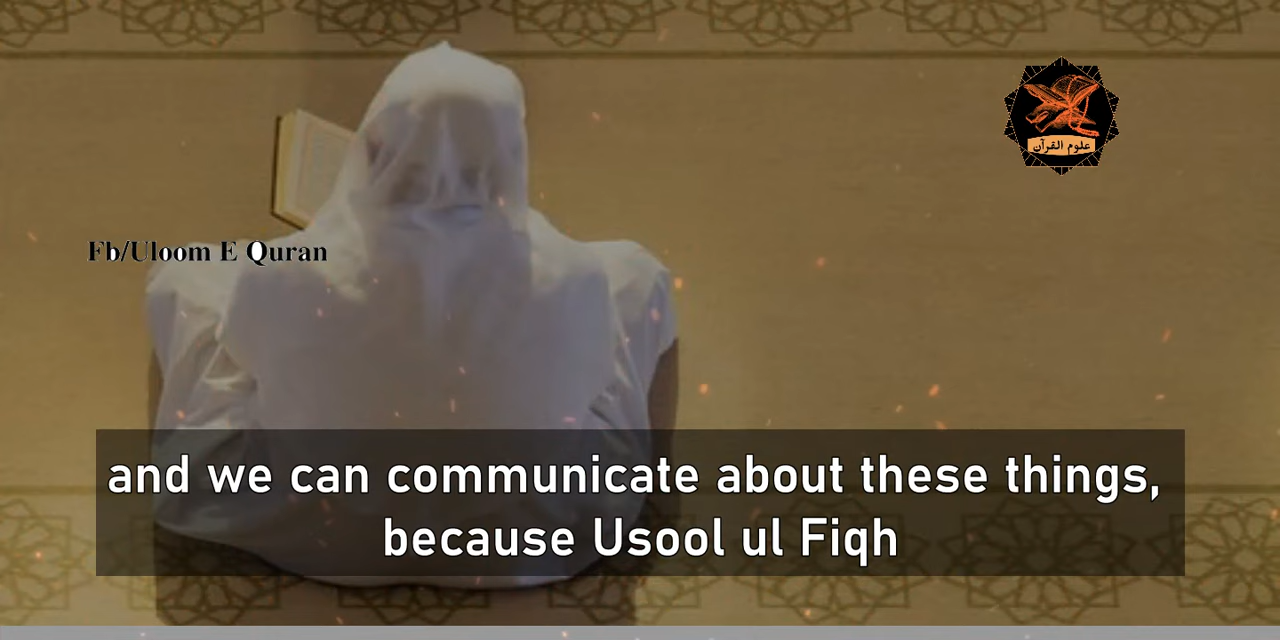 علوم القرآن
Fb/Uloom E Quran
and we can communicate about these things,
because Usool ul Fiqh